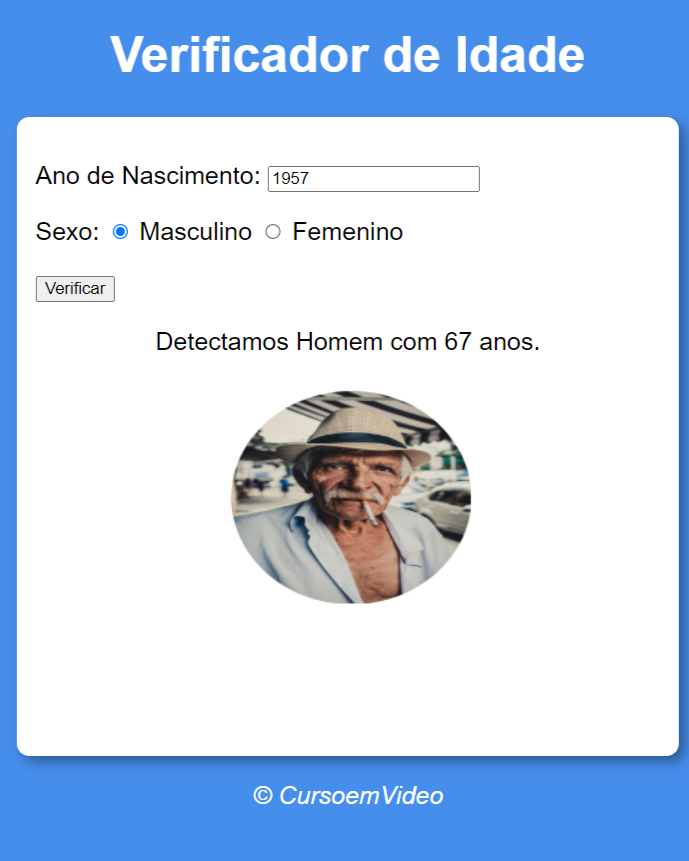 Verificador de Idade
Ano de Nascimento: 1957
Sexo: Masculino Femenino
Verificar
Detectamos Homem com 67 anos.
© CursoemVideo